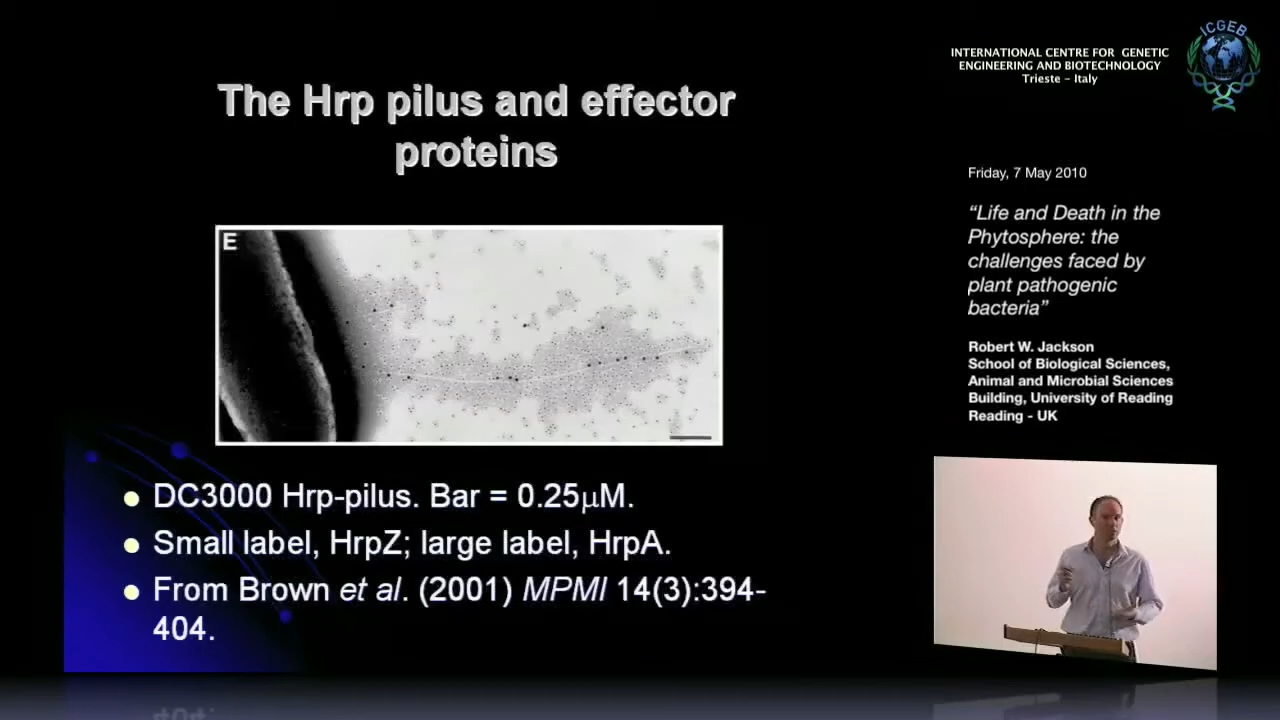 The Hrp pilus and effector
proteins
E
DC3000 Hrp-pilus. Bar = 0.25μM.
Small label, HrpZ; large label, HrpA.
From Brown et al. (2001) MPMI 14(3):394-
404.
INTERNATIONAL CENTRE FOR GENETIC
ENGINEERING AND BIOTECHNOLOGY
Trieste - Italy
ICGEB
Friday, 7 May 2010
“Life and Death in the
Phytosphere: the
challenges faced by
plant pathogenic
bacteria”
Robert W. Jackson
School of Biological Sciences,
Animal and Microbial Sciences
Building, University of Reading
Reading - UK